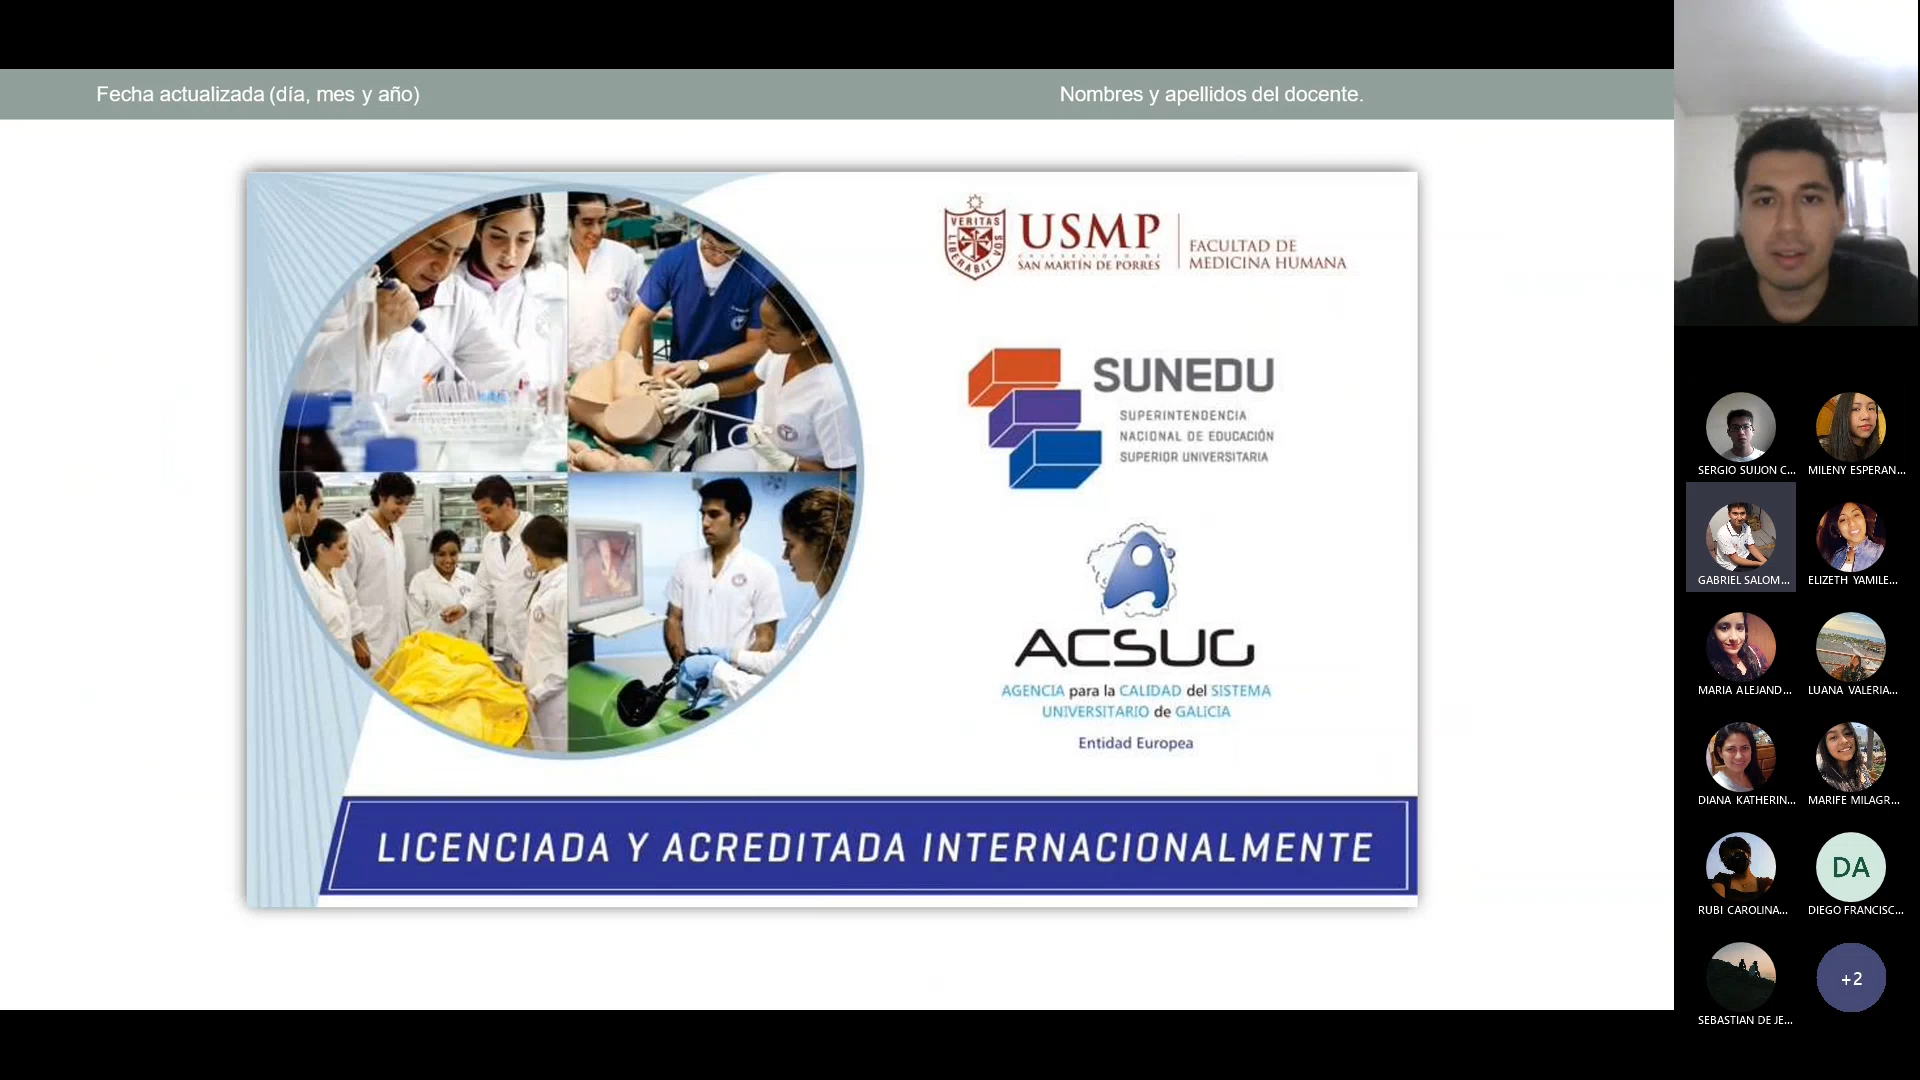 Fecha actualizada (día, mes y año)
Nombres y apellidos del docente.
VERITAS
LIBERABIT VOS
USMP
UNIVERSIDAD DE
SAN MARTÍN DE PORRES
FACULTAD DE
MEDICINA HUMANA
SUNEDU
SUPERINTENDENCIA
NACIONAL DE EDUCACIÓN
SUPERIOR UNIVERSITARIA
ACSUG
AGENCIA para la CALIDAD del SISTEMA
UNIVERSITARIO de GALICIA
Entidad Europea
LICENCIADA Y ACREDITADA INTERNACIONALMENTE
SERGIO SUIJON C...
MILENY ESPERAN...
GABRIEL SALOM...
ELIZETH YAMILE...
MARIA ALEJAND...
LUANA VALERIA...
DIANA KATHERIN...
MARIFE MILAGR...
RUBI CAROLINA...
DA
DIEGO FRANCISC...
SEBASTIAN DE JE...
+2